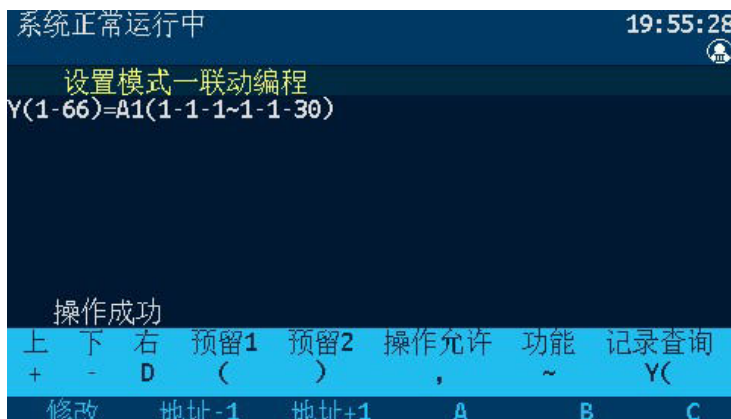 系统正常运行中 19:55:28
设置模式一联动编程
Y(1-66)=A1(1-1-1~1-1-30)
操作成功
上 下 右 预留1 预留2 操作允许 功能 记录查询
+ - D ( ) , ~ Y(
修改 地址-1 地址+1 A B C